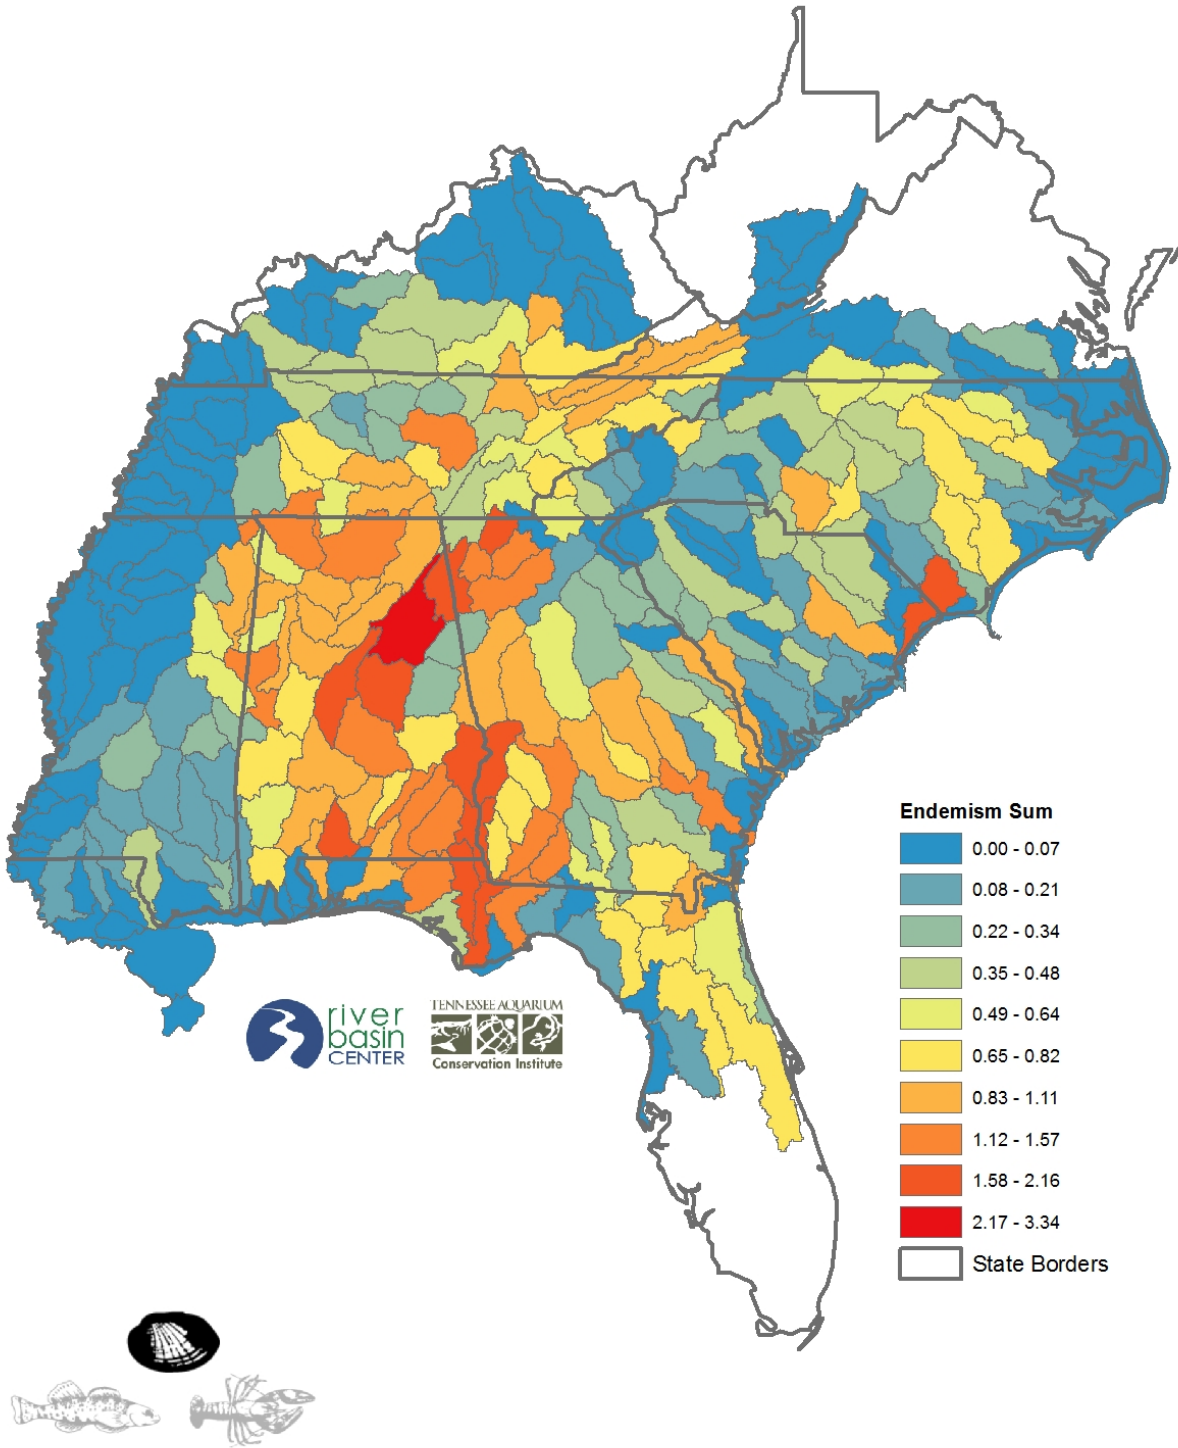 Endemism Sum
0.00 - 0.07
0.08 - 0.21
0.22 - 0.34
0.35 - 0.48
0.49 - 0.64
0.65 - 0.82
0.83 - 1.11
1.12 - 1.57
1.58 - 2.16
2.17 - 3.34
State Borders
river
basin
CENTER
TENNESSEE AQUARIUM
Conservation Institute